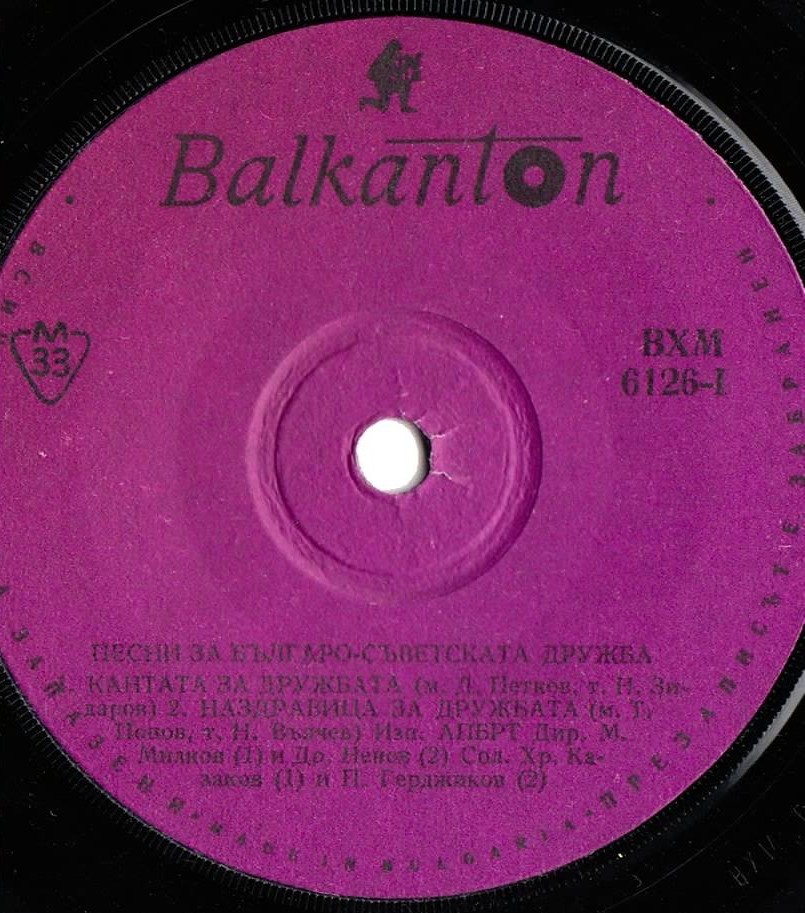 Balkanton
М
33
ВХМ
6126-I
ПЕСНИ ЗА БЪЛГАРО-СЪВЕТСКАТА ДРУЖБА
КАНТАТА ЗА ДРУЖБАТА (м. Д. Петков, т. Н. Зи-
даров) 2. НАЗДРАВИЦА ЗА ДРУЖБАТА (м. Т.
Попов, т. Н. Вълчев) Изп. АПБРТ Дир. М.
Милков (1) и Др. Ненов (2) Сол. Хр. Ка-
заков (1) и П. Герджиков (2)
MADE IN BULGARIA • ПРЕЗАПИСЪТ Е ЗАБРАНЕН